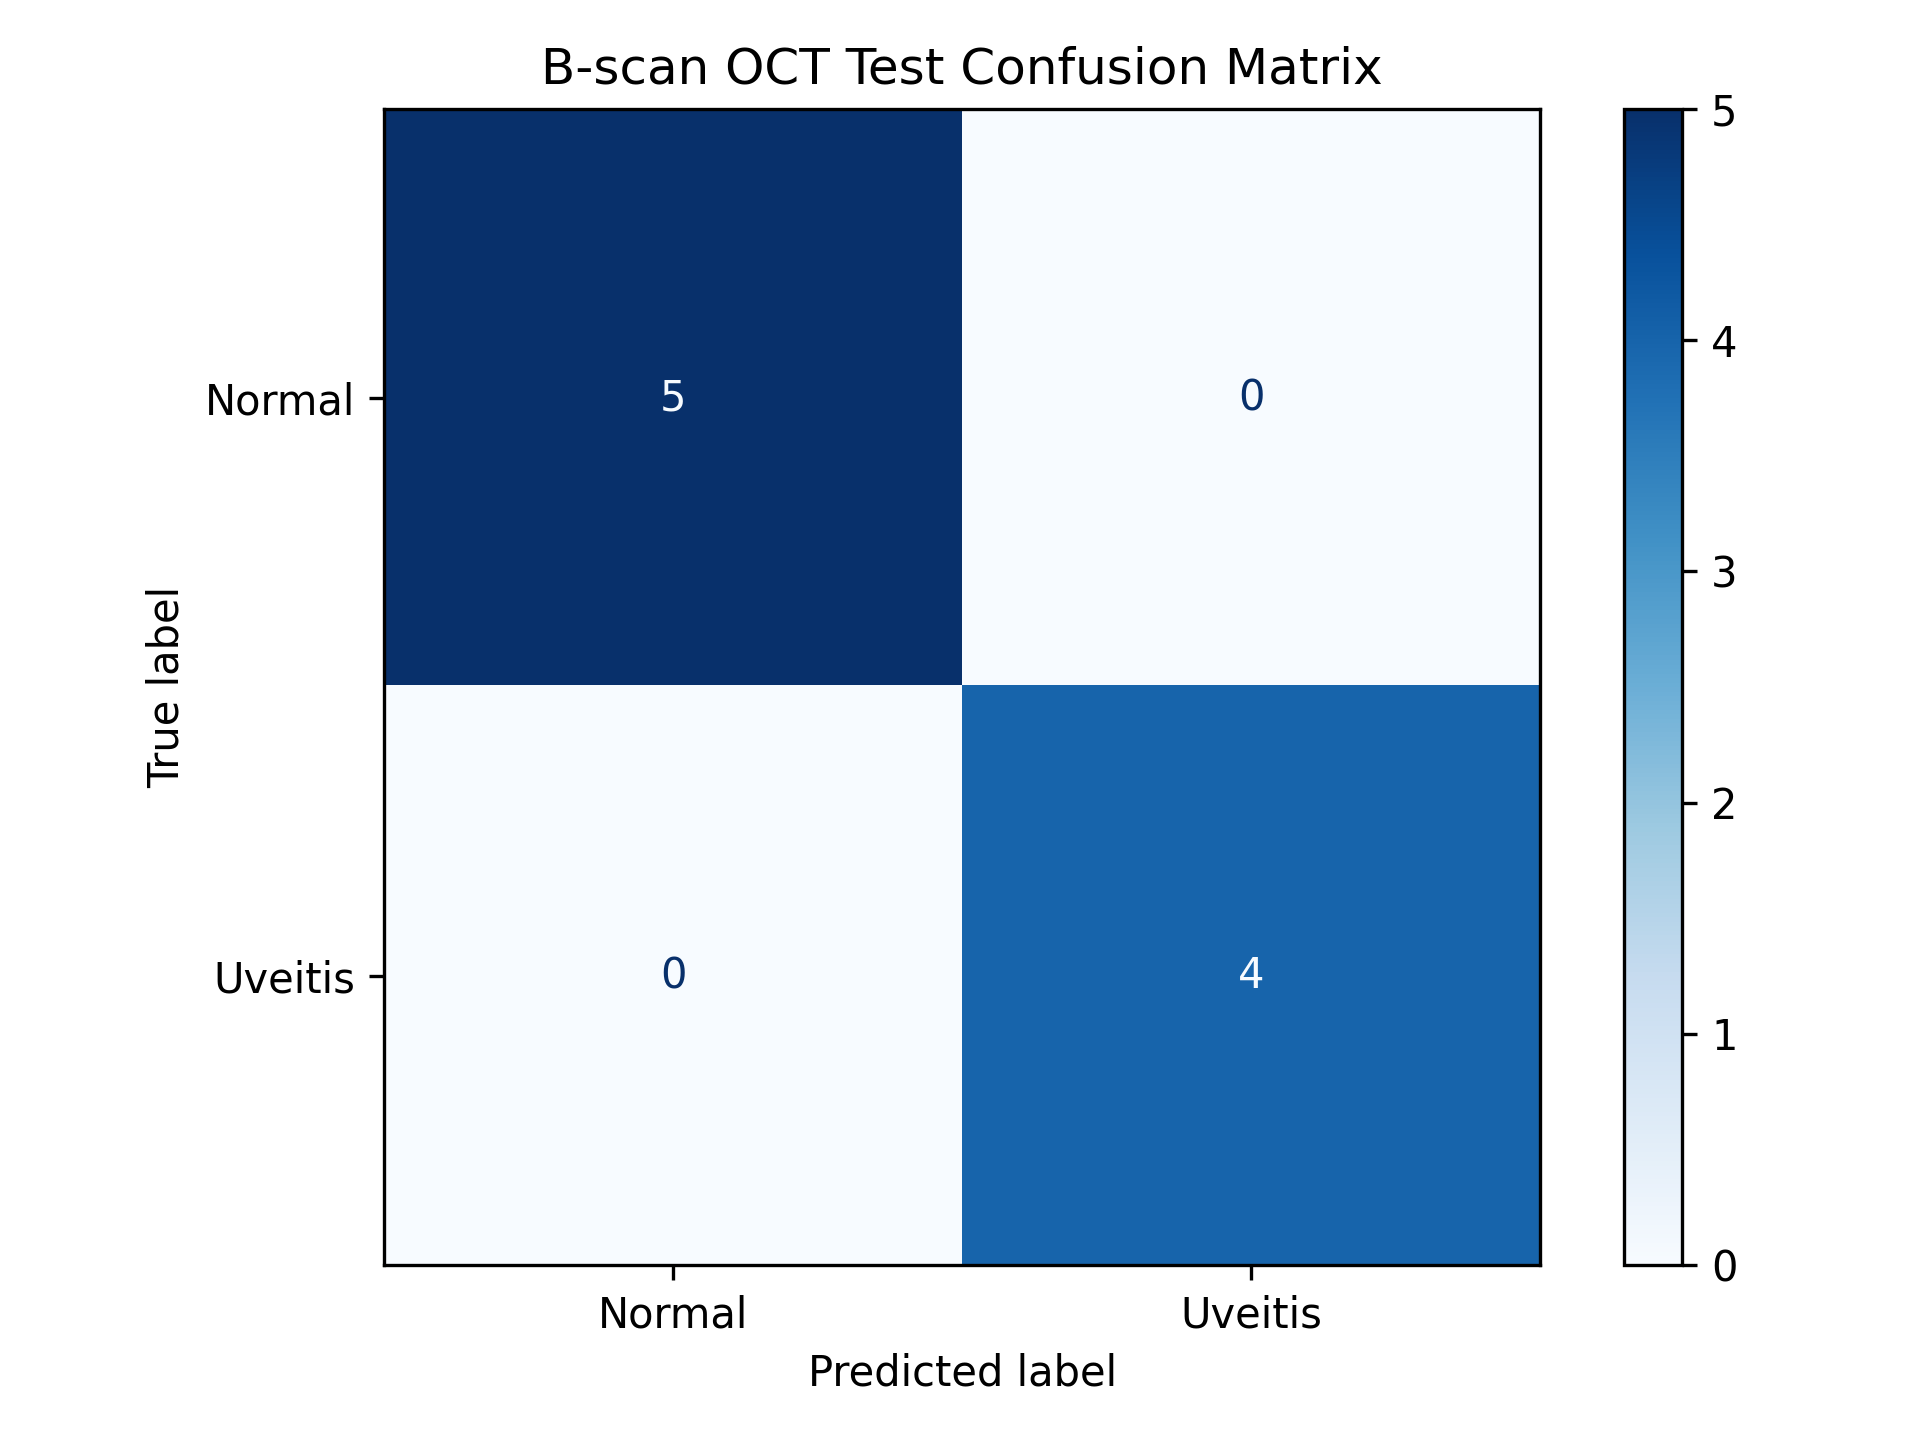 B-scan OCT Test Confusion Matrix
5
4
3
2
1
0
Normal
Uveitis
True label
5
0
0
4
Normal
Uveitis
Predicted label